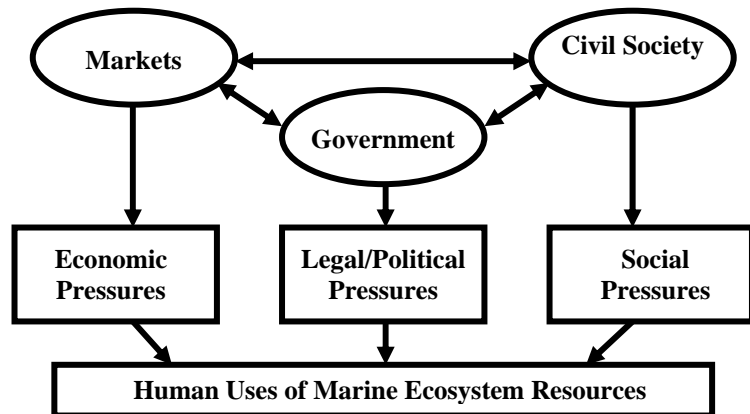 Markets
Civil Society
Government
Economic
Pressures
Legal/Political
Pressures
Social
Pressures
Human Uses of Marine Ecosystem Resources